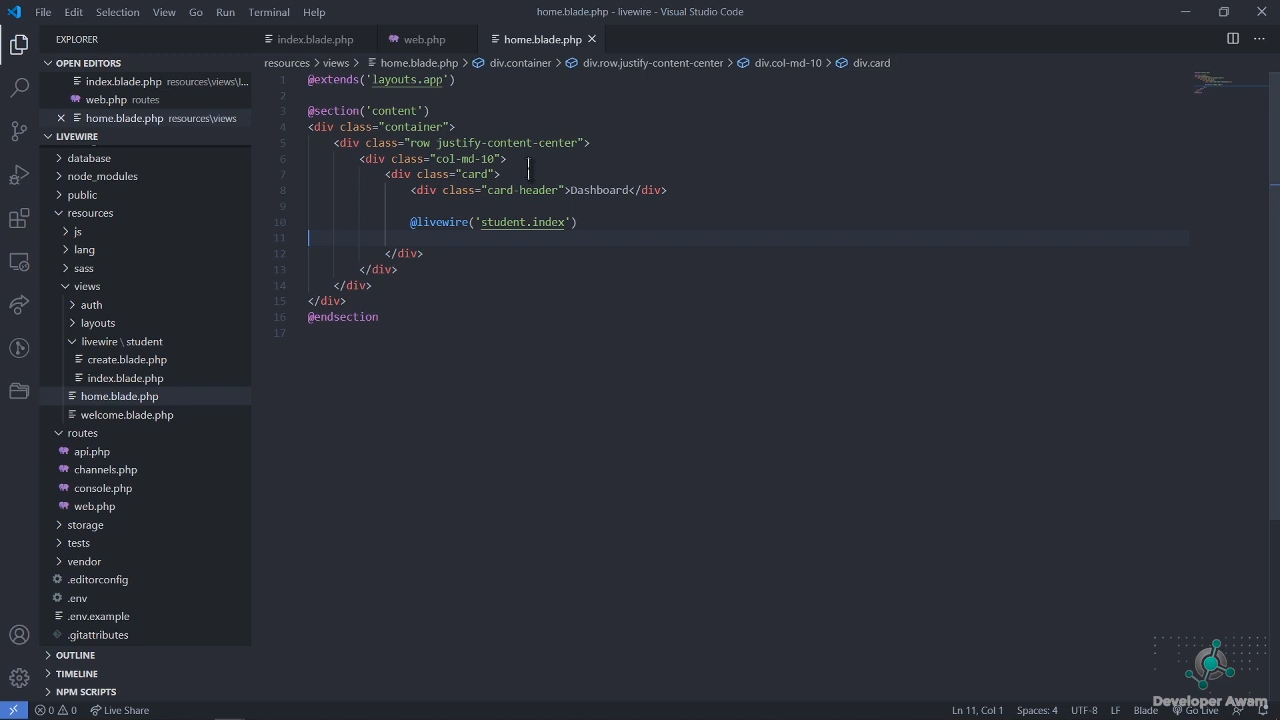 File Edit Selection View Go Run Terminal Help home.blade.php - livewire - Visual Studio Code
EXPLORER
OPEN EDITORS
index.blade.php resources\views\l...
web.php routes
home.blade.php resources\views
LIVEWIRE
database
node_modules
public
resources
js
lang
sass
views
auth
layouts
livewire \ student
create.blade.php
index.blade.php
home.blade.php
welcome.blade.php
routes
api.php
channels.php
console.php
web.php
storage
tests
vendor
.editorconfig
.env
.env.example
.gitattributes
OUTLINE
TIMELINE
NPM SCRIPTS
index.blade.php web.php home.blade.php
resources > views > home.blade.php > div.container > div.row.justify-content-center > div.col-md-10 > div.card
1 @extends('layouts.app')
2
3 @section('content')
4 <div class="container">
5 <div class="row justify-content-center">
6 <div class="col-md-10">
7 <div class="card">
8 <div class="card-header">Dashboard</div>
9
10 @livewire('student.index')
11
12 </div>
13 </div>
14 </div>
15 </div>
16 @endsection
17
Developer Awam
0 0 Live Share Ln 11, Col 1 Spaces: 4 UTF-8 LF Blade Go Live